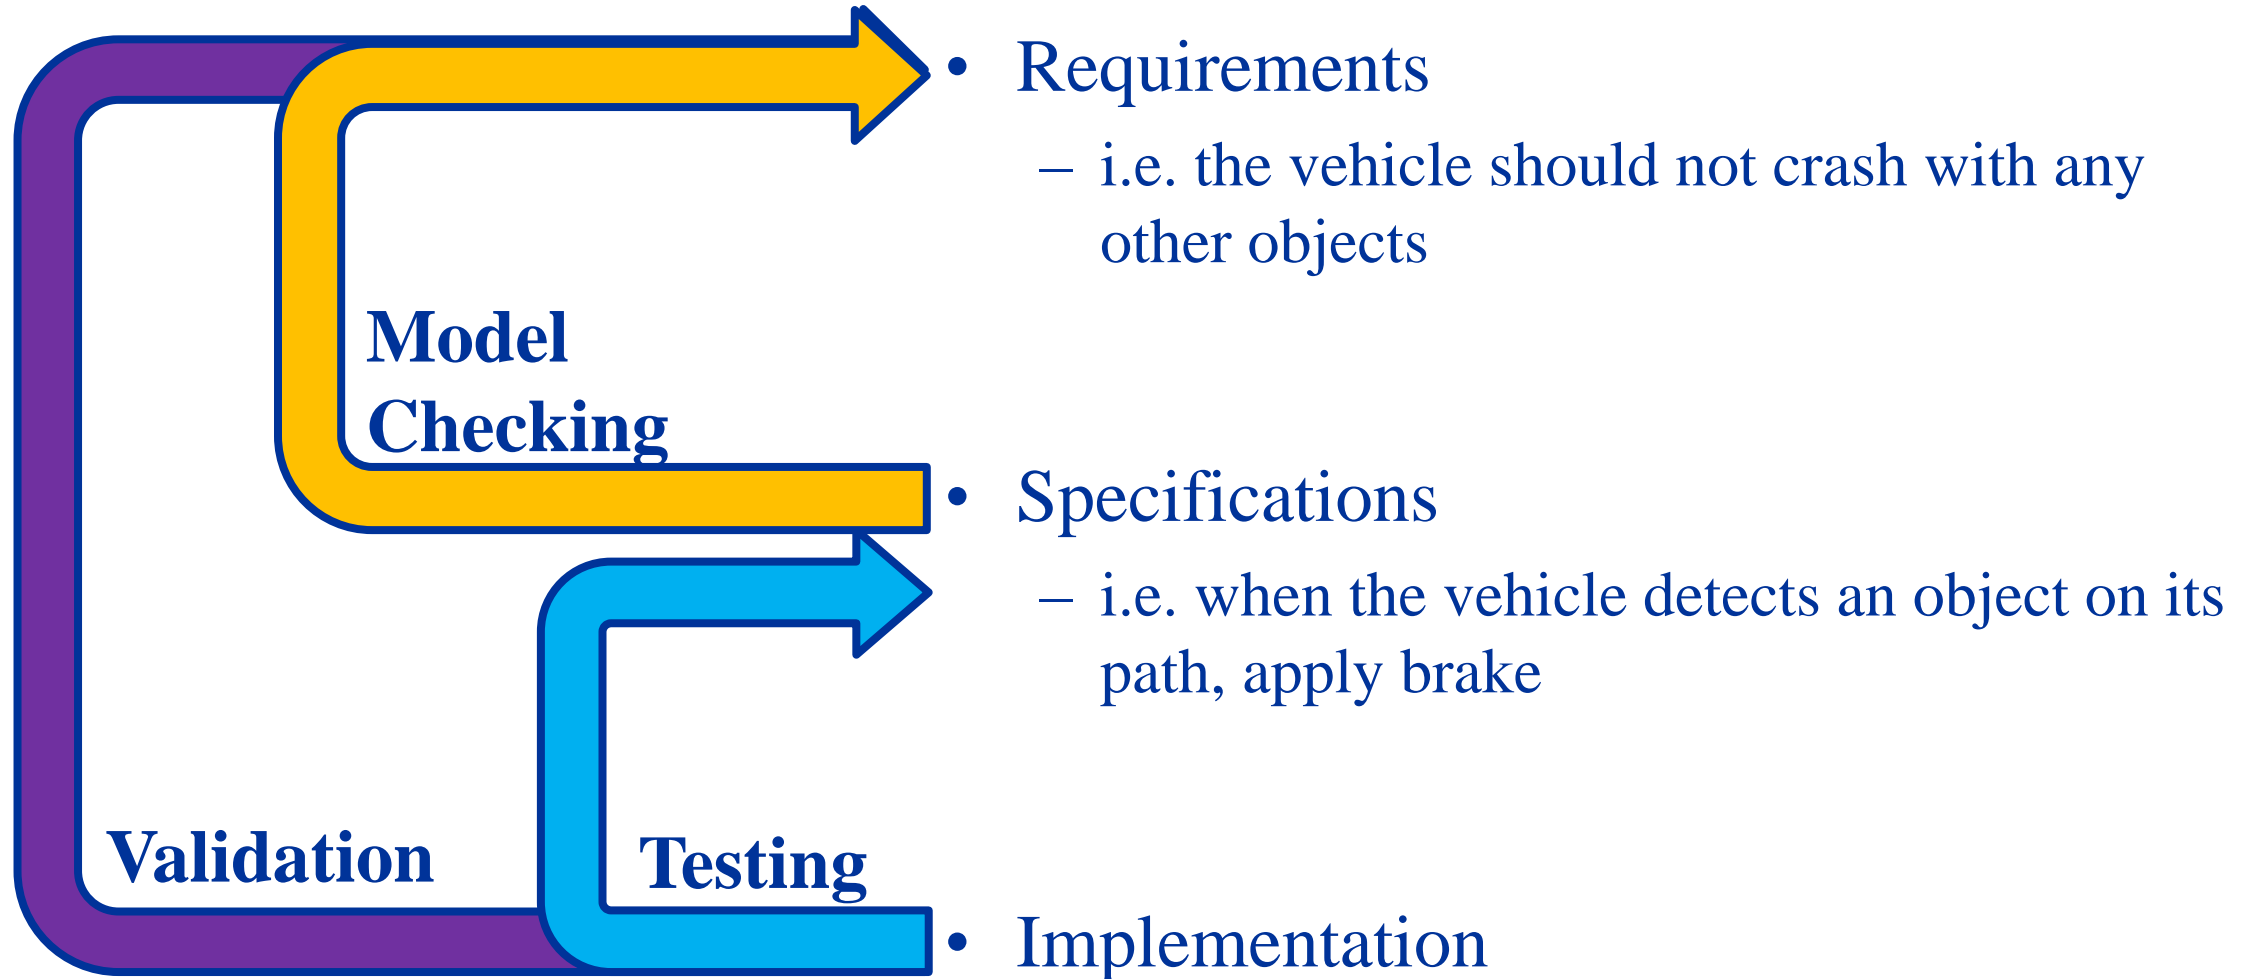 • Requirements
– i.e. the vehicle should not crash with any
other objects
Model
Checking
• Specifications
– i.e. when the vehicle detects an object on its
path, apply brake
Validation
Testing
• Implementation